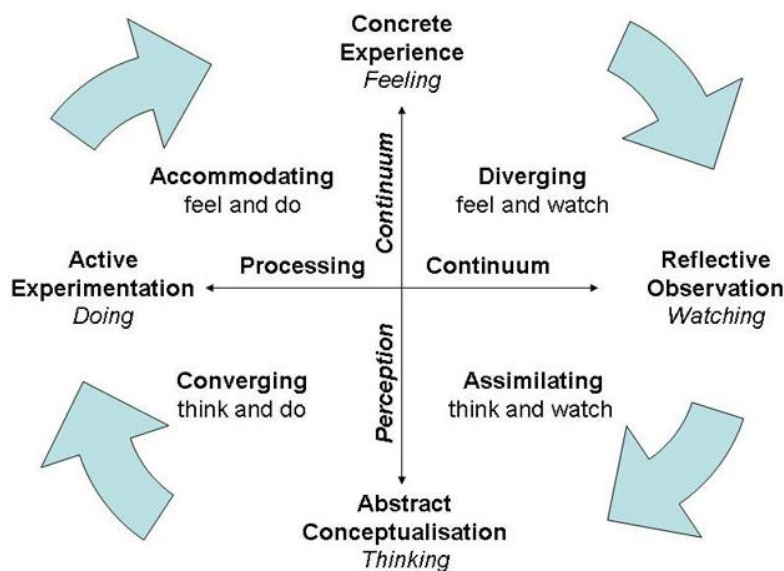 Concrete
Experience
Feeling
Accommodating
feel and do
Continuum
Diverging
feel and watch
Active
Experimentation
Doing
Processing
Continuum
Reflective
Observation
Watching
Converging
think and do
Perception
Assimilating
think and watch
Abstract
Conceptualisation
Thinking